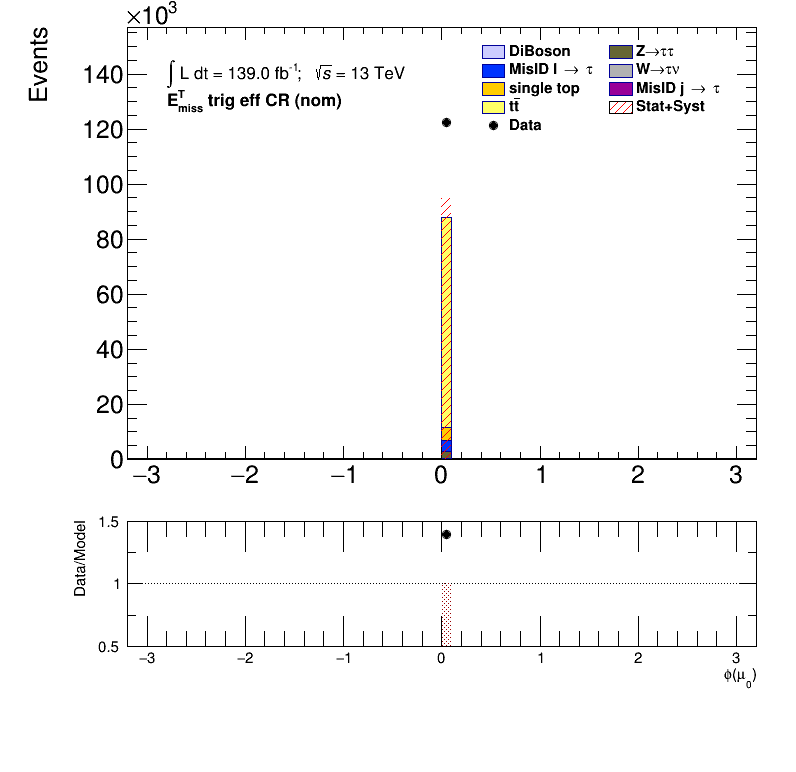 ×10³
Events
∫ L dt = 139.0 fb⁻¹; √s = 13 TeV
E^T_miss trig eff CR (nom)
DiBoson
MisID l → τ
single top
tt̄
Data
Z→ττ
W→τν
MisID j → τ
Stat+Syst
140
120
100
80
60
40
20
0
−3 −2 −1 0 1 2 3
Data/Model
1.5
1
0.5
−3 −2 −1 0 1 2 3
ϕ(μ₀)